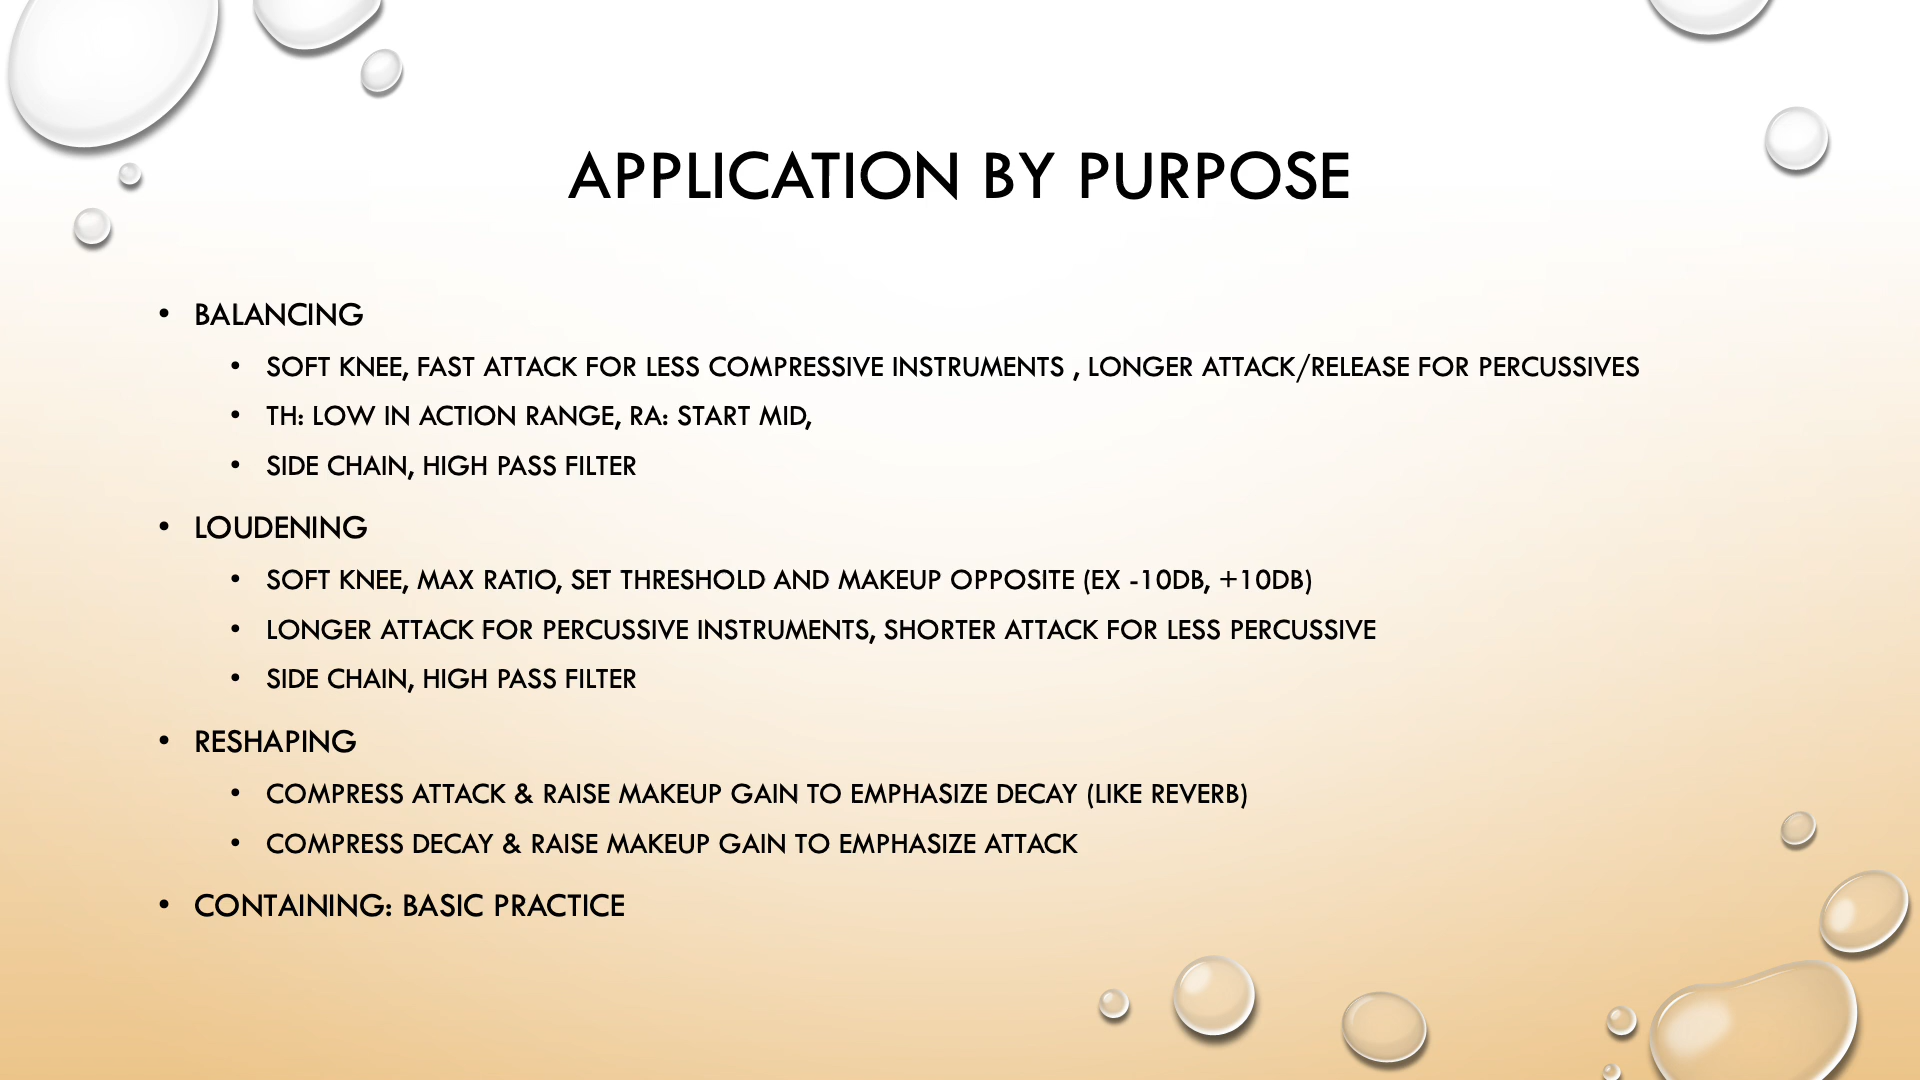 APPLICATION BY PURPOSE
• BALANCING
• SOFT KNEE, FAST ATTACK FOR LESS COMPRESSIVE INSTRUMENTS , LONGER ATTACK/RELEASE FOR PERCUSSIVES
• TH: LOW IN ACTION RANGE, RA: START MID,
• SIDE CHAIN, HIGH PASS FILTER
• LOUDENING
• SOFT KNEE, MAX RATIO, SET THRESHOLD AND MAKEUP OPPOSITE (EX -10DB, +10DB)
• LONGER ATTACK FOR PERCUSSIVE INSTRUMENTS, SHORTER ATTACK FOR LESS PERCUSSIVE
• SIDE CHAIN, HIGH PASS FILTER
• RESHAPING
• COMPRESS ATTACK & RAISE MAKEUP GAIN TO EMPHASIZE DECAY (LIKE REVERB)
• COMPRESS DECAY & RAISE MAKEUP GAIN TO EMPHASIZE ATTACK
• CONTAINING: BASIC PRACTICE